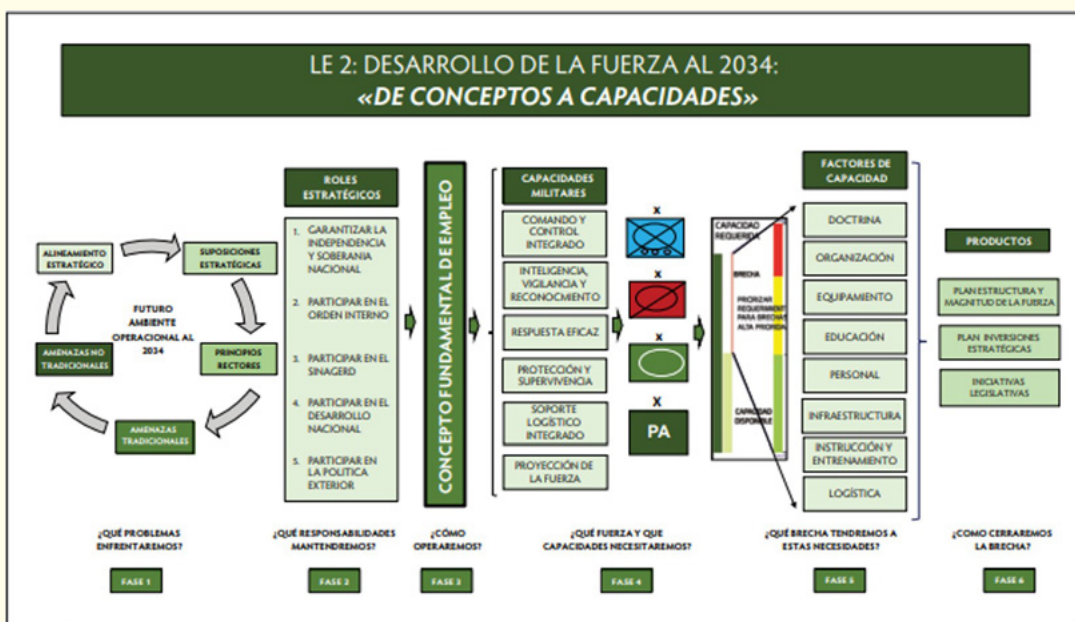 LE 2: DESARROLLO DE LA FUERZA AL 2034:
«DE CONCEPTOS A CAPACIDADES»
ALINEAMIENTO
ESTRATÉGICO
SUPOSICIONES
ESTRATÉGICAS
FUTURO
AMBIENTE
OPERACIONAL AL
2034
AMENAZAS NO
TRADICIONALES
PRINCIPIOS
RECTORES
AMENAZAS
TRADICIONALES
¿QUÉ PROBLEMAS
ENFRENTAREMOS?
FASE 1
ROLES
ESTRATÉGICOS
1. GARANTIZAR LA
INDEPENDENCIA
Y SOBERANIA
NACIONAL
2. PARTICIPAR EN EL
ORDEN INTERNO
3. PARTICIPAR EN EL
SINAGERD
4. PARTICIPAR EN EL
DESARROLLO
NACIONAL
5. PARTICIPAR EN
LA POLITICA
EXTERIOR
¿QUÉ RESPONSABILIDADES
MANTENDREMOS?
FASE 2
CONCEPTO FUNDAMENTAL DE EMPLEO
¿CÓMO
OPERAREMOS?
FASE 3
CAPACIDADES
MILITARES
COMANDO Y
CONTROL INTEGRADO
INTELIGENCIA,
VIGILANCIA Y
RECONOCMIENTO
RESPUESTA EFICAZ
PROTECCIÓN Y
SUPERVIVENCIA
SOPORTE
LOGÍSTICO
INTEGRADO
PROYECCIÓN DE
LA FUERZA
X
X
X
X
PA
¿QUÉ FUERZA Y QUE
CAPACIDADES NECESITAREMOS?
FASE 4
CAPACIDAD
REQUERIDA
BRECHA
PRIORIZAR
PARA BRECHAS
CAPACIDAD
DISPONIBLE
FACTORES DE
CAPACIDAD
DOCTRINA
ORGANIZACIÓN
EQUIPAMIENTO
EDUCACIÓN
PERSONAL
INFRAESTRUCTURA
INSTRUCCIÓN Y
ENTRENAMIENTO
LOGÍSTICA
¿QUÉ BRECHA TENDREMOS A
ESTAS NECESIDADES?
FASE 5
PRODUCTOS
PLAN ESTRUCTURA Y
MAGNITUD DE LA FUERZA
PLAN INVERSIONES
ESTRATÉGICAS
INICIATIVAS
LEGISLATIVAS
¿COMO CERRAREMOS
LA BRECHA?
FASE 6